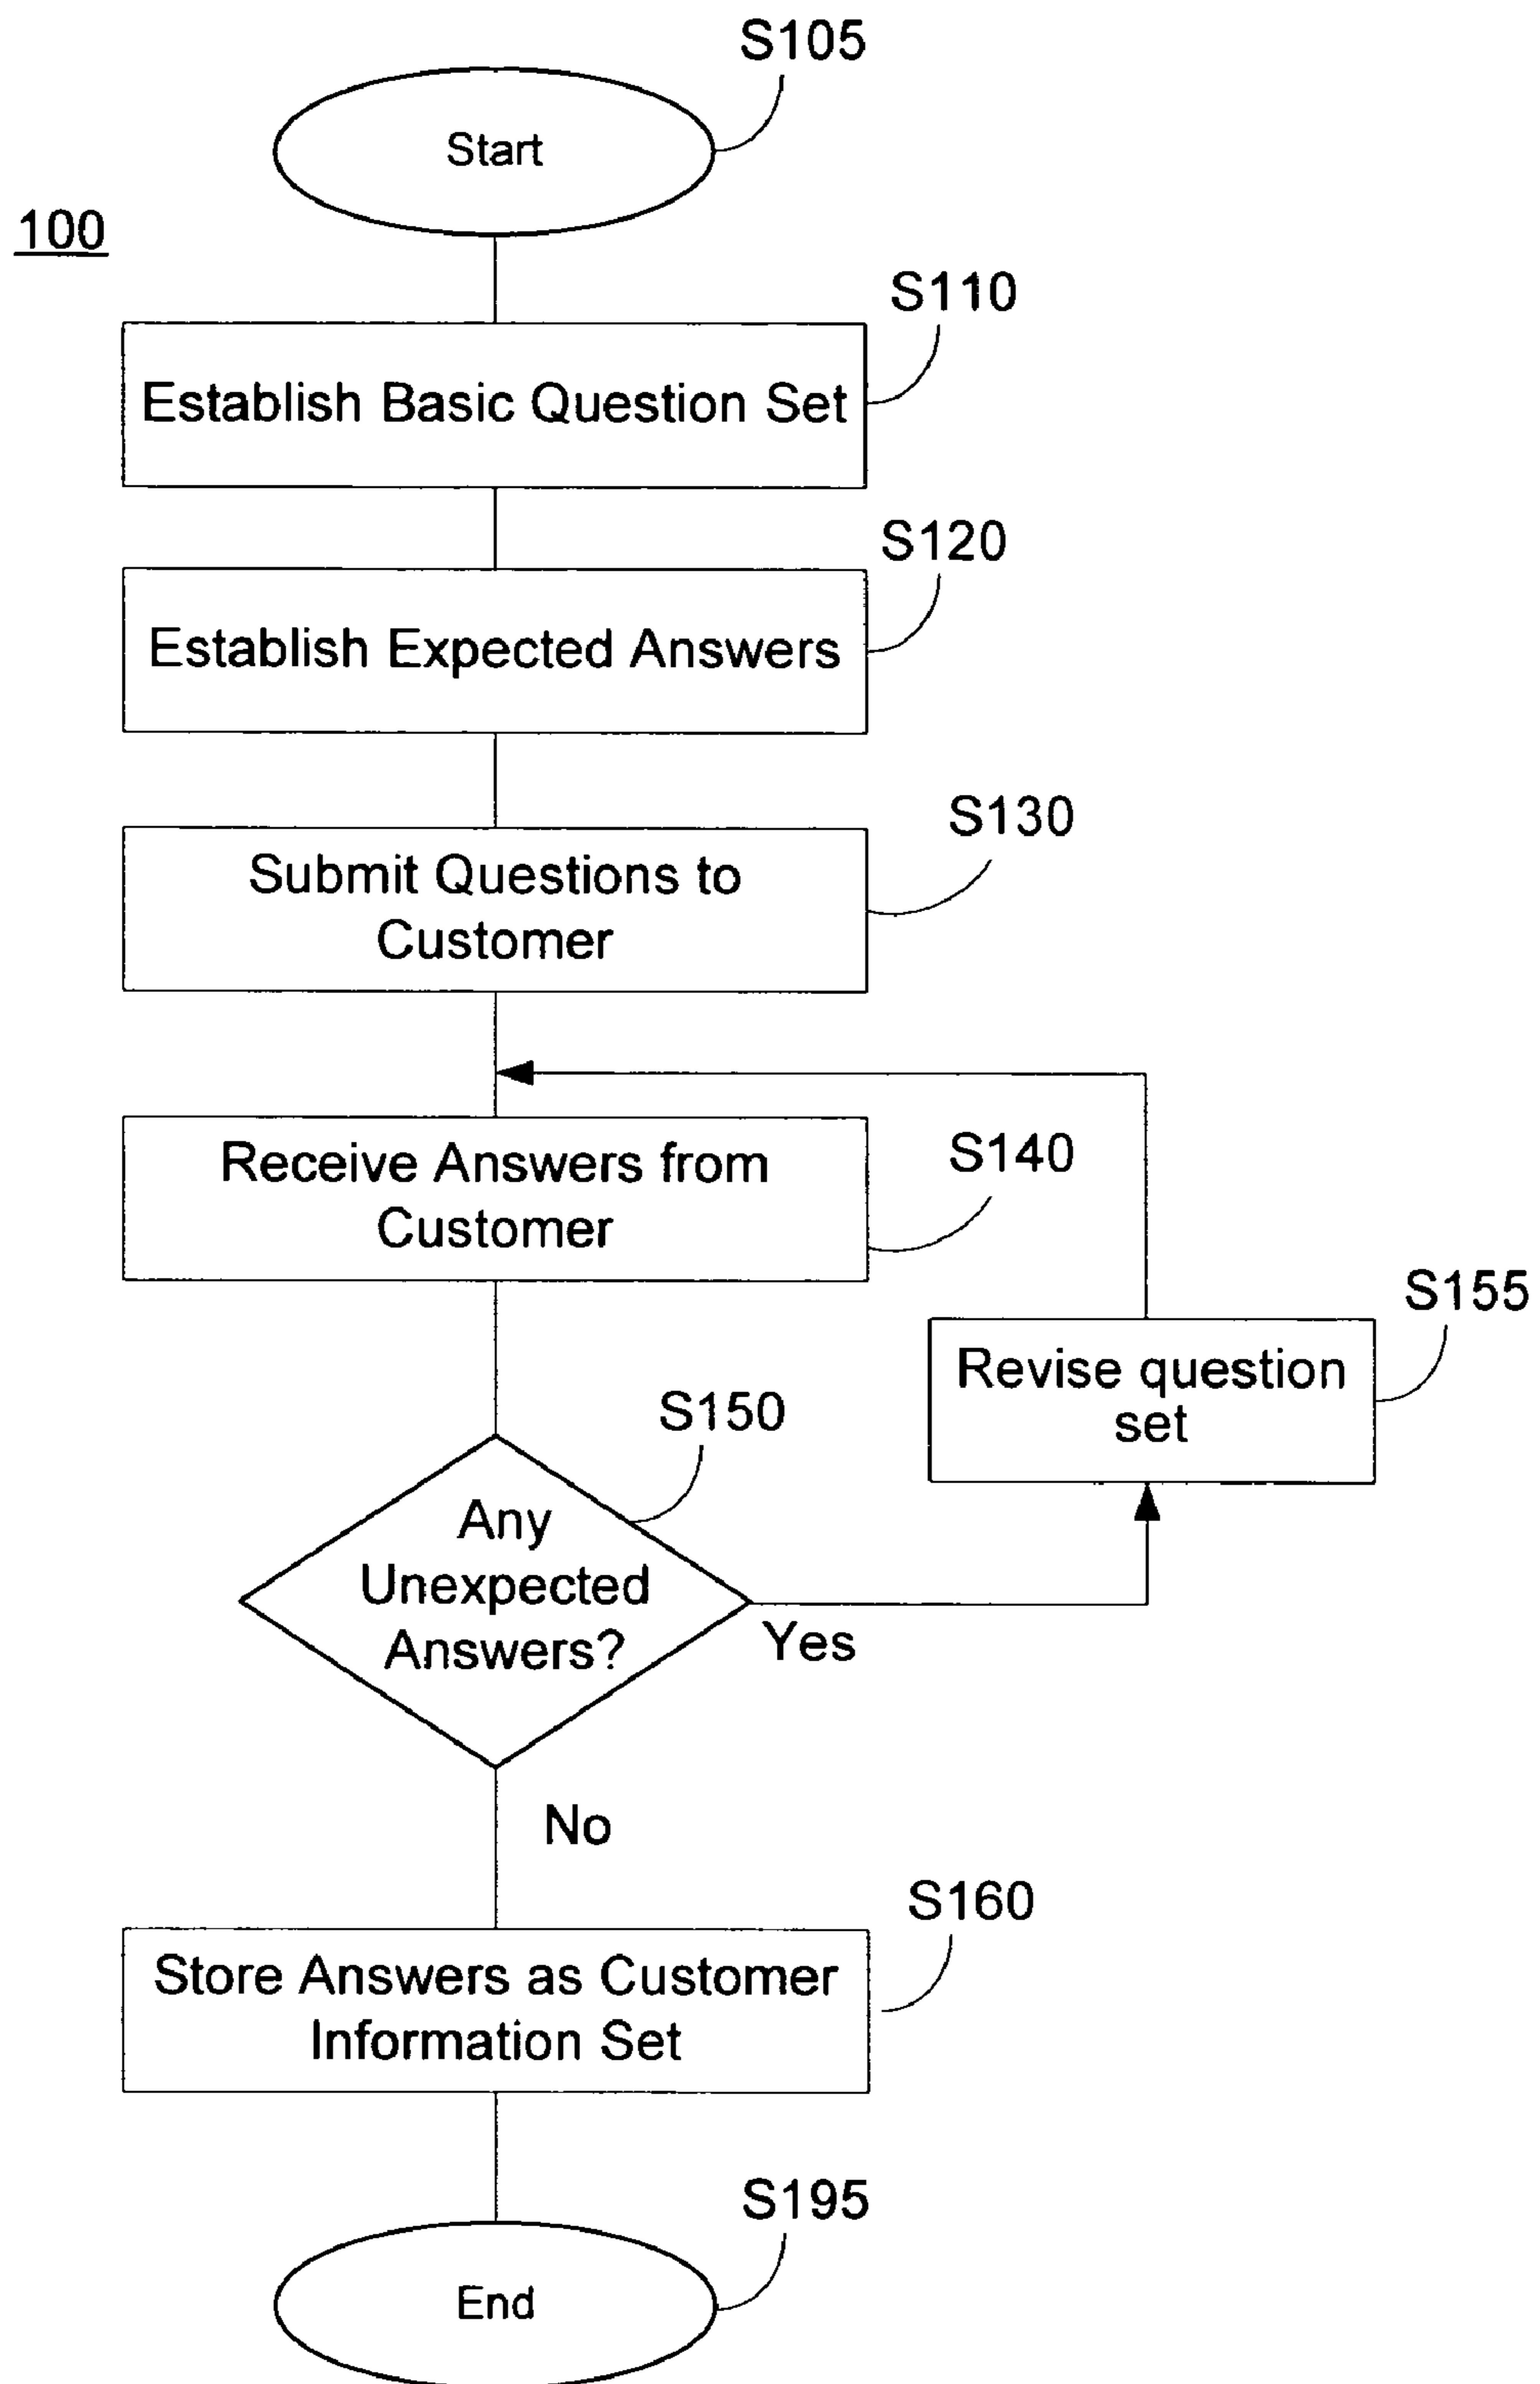 S105
Start
100
S110
Establish Basic Question Set
S120
Establish Expected Answers
S130
Submit Questions to
Customer
Receive Answers from
Customer
S140
S155
Revise question
set
S150
Any
Unexpected
Answers?
Yes
No
S160
Store Answers as Customer
Information Set
S195
End